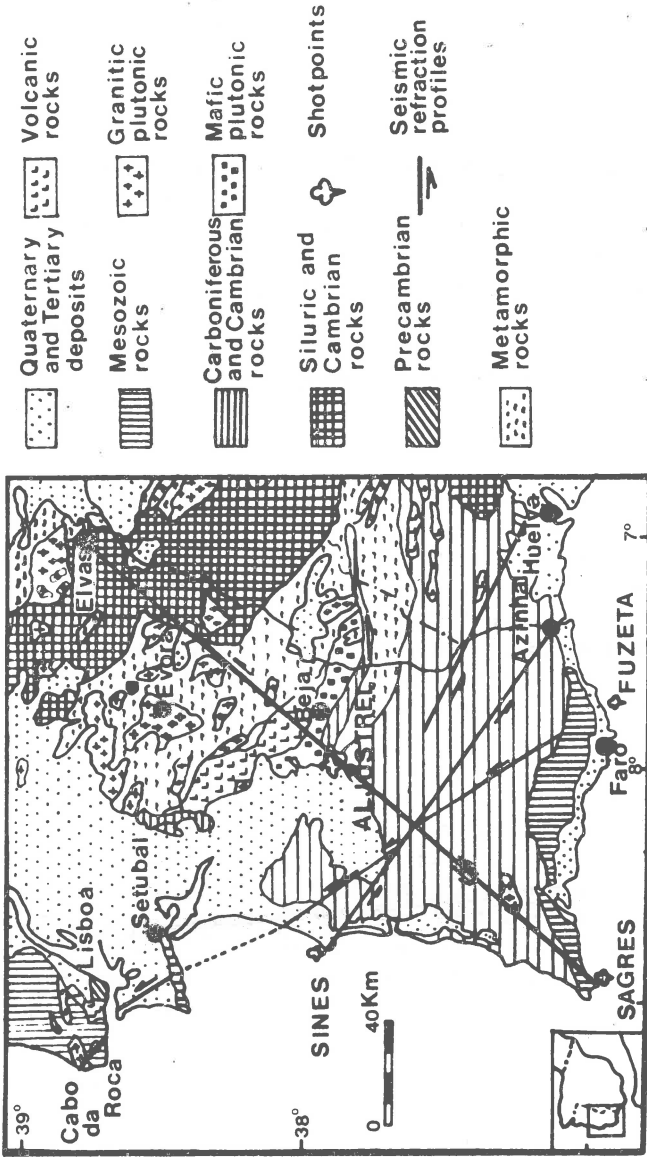 Quaternary
and Tertiary
deposits
Mesozoic
rocks
Carboniferous
and Cambrian
rocks
Siluric and
Cambrian
rocks
Precambrian
rocks
Metamorphic
rocks
Volcanic
rocks
Granitic
plutonic
rocks
Mafic
plutonic
rocks
Shotpoints
Seismic
refraction
profiles
39°
38°
Cabo
da
Roca
Lisboa
Setubal
Elvas
Evora
Beja
SINES
ALJUSTREL
0 40Km
Azinhal
Huelva
Faro
FUZETA
SAGRES
8°
7°